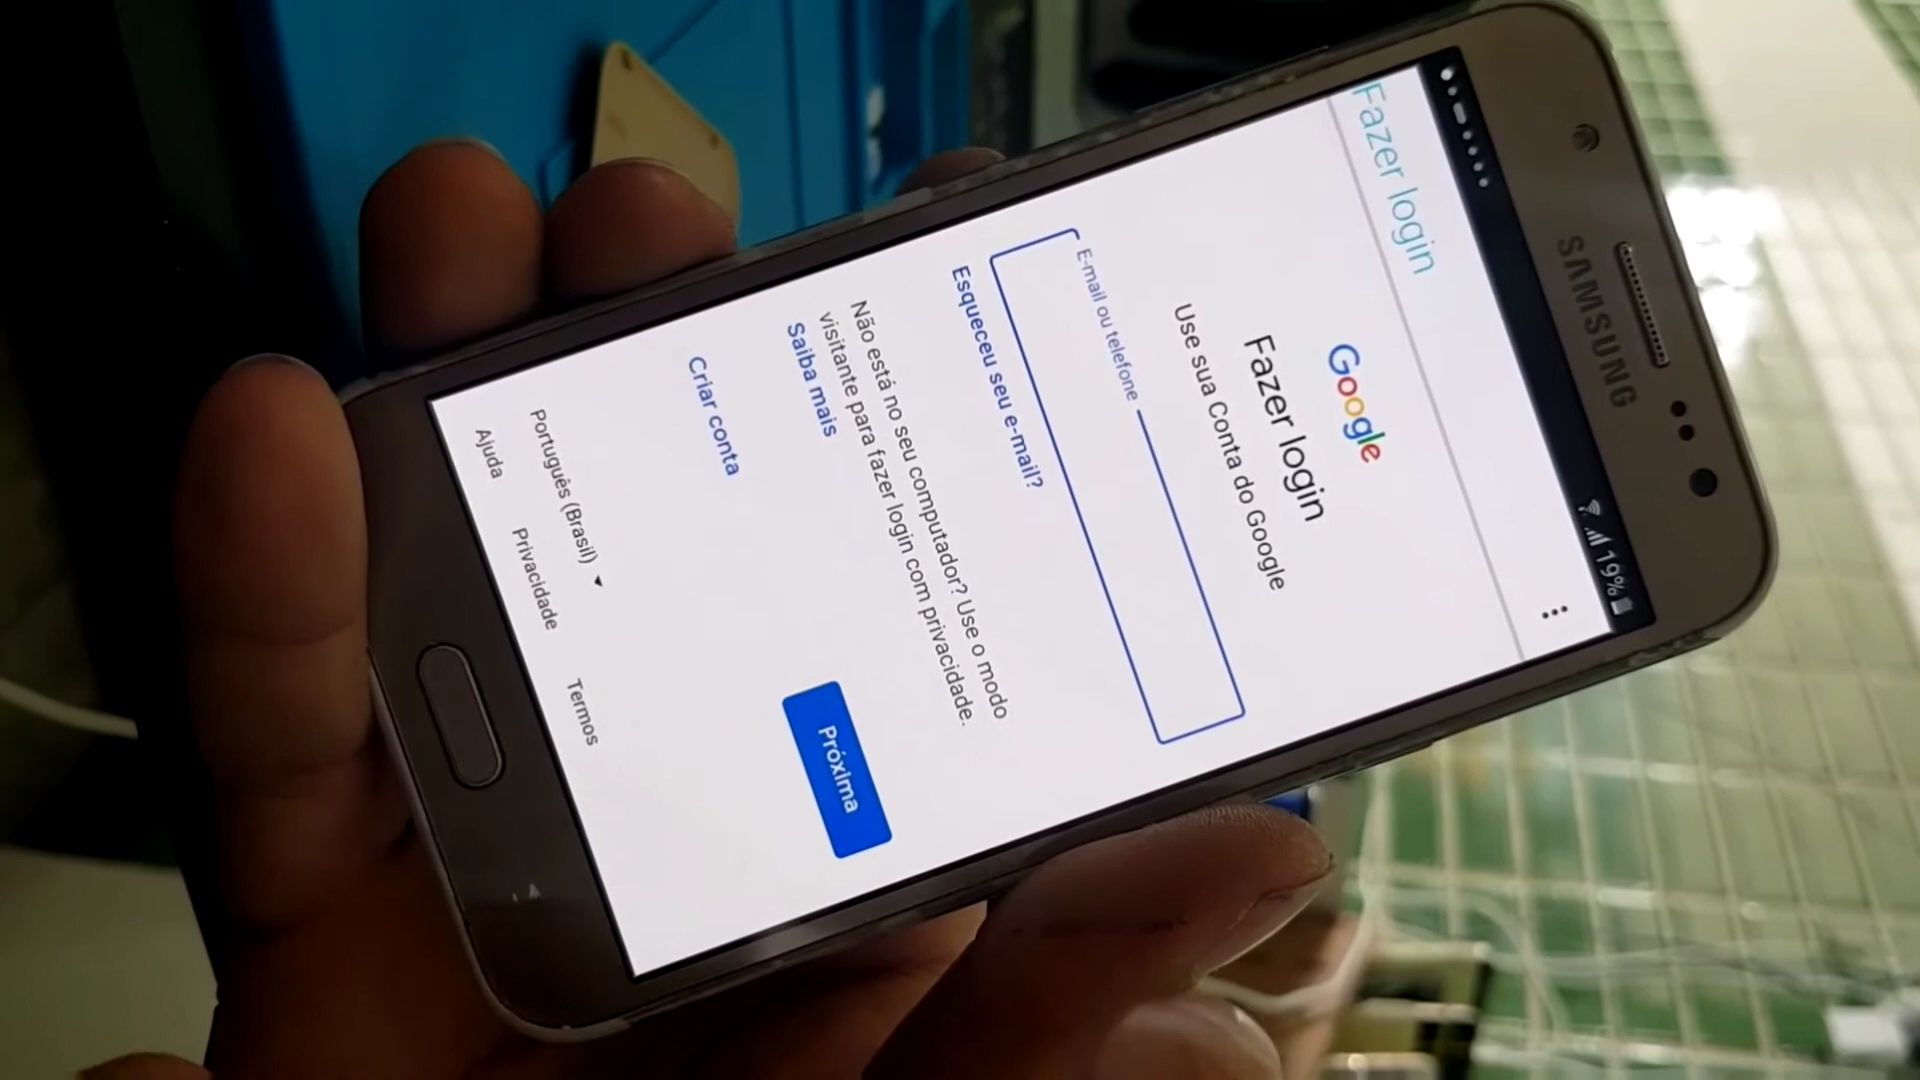 SAMSUNG
19%
Fazer login
Google
Fazer login
Use sua Conta do Google
E-mail ou telefone
Esqueceu seu e-mail?
Não está no seu computador? Use o modo
visitante para fazer login com privacidade.
Saiba mais
Criar conta
Próxima
Português (Brasil)
Ajuda Privacidade Termos